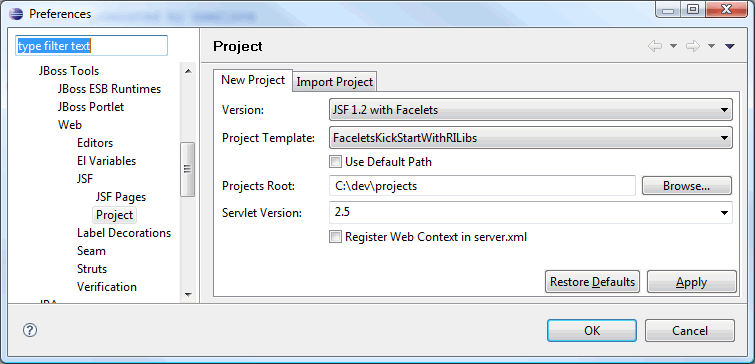 Preferences
type filter text
JBoss Tools
JBoss ESB Runtimes
JBoss Portlet
Web
Editors
El Variables
JSF
JSF Pages
Project
Label Decorations
Seam
Struts
Verification
Project
New Project
Import Project
Version:
JSF 1.2 with Facelets
Project Template:
FaceletsKickStartWithRILibs
Use Default Path
Projects Root:
C:\dev\projects
Browse...
Servlet Version:
2.5
Register Web Context in server.xml
Restore Defaults
Apply
OK
Cancel